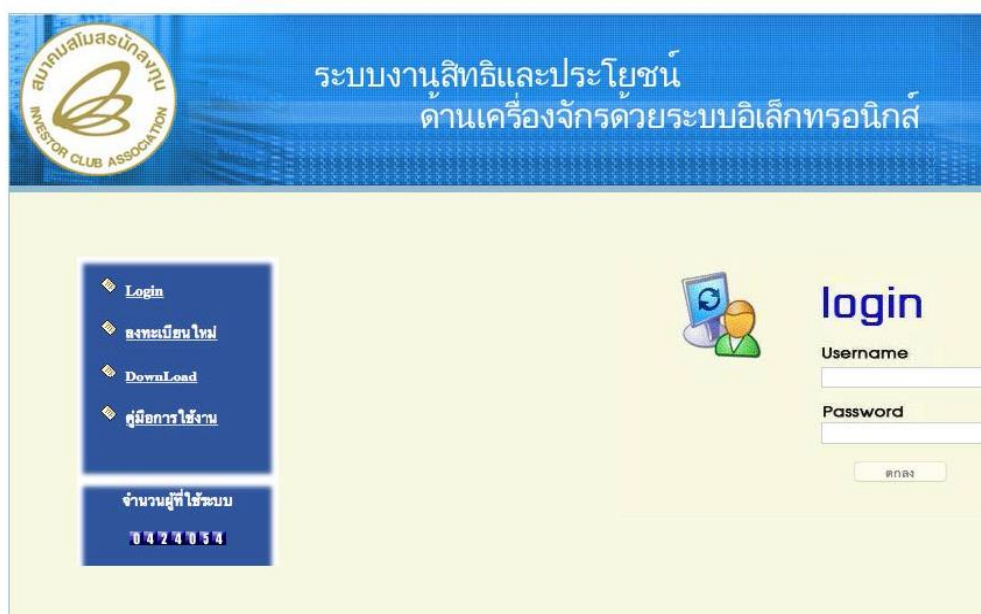 สมาคมสโมสรนักลงทุน
INVESTOR CLUB ASSOCIATION
ระบบงานสิทธิและประโยชน์
ด้านเครื่องจักรด้วยระบบอิเล็กทรอนิกส์
Login
ลงทะเบียนใหม่
DownLoad
คู่มือการใช้งาน
จำนวนผู้ที่ใช้ระบบ
0424054
login
Username
Password
ตกลง